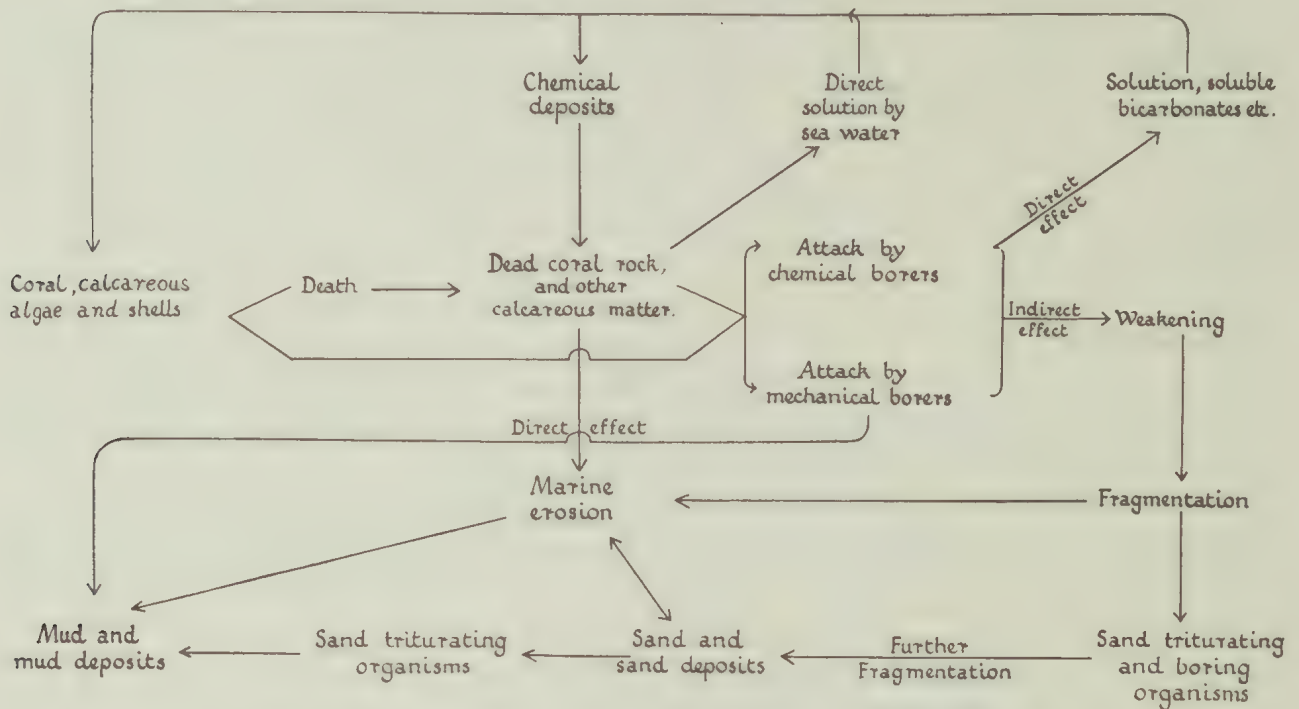 Chemical
deposits
Direct
solution by
sea water
Solution, soluble
bicarbonates etc.
Direct
effect
Coral, calcareous
algae and shells
Death
Dead coral rock,
and other
calcareous matter.
Attack by
chemical borers
Indirect
effect
Weakening
Attack by
mechanical borers
Direct effect
Marine
erosion
Fragmentation
Mud and
mud deposits
Sand triturating
organisms
Sand and
sand deposits
Further
Fragmentation
Sand triturating
and boring
organisms